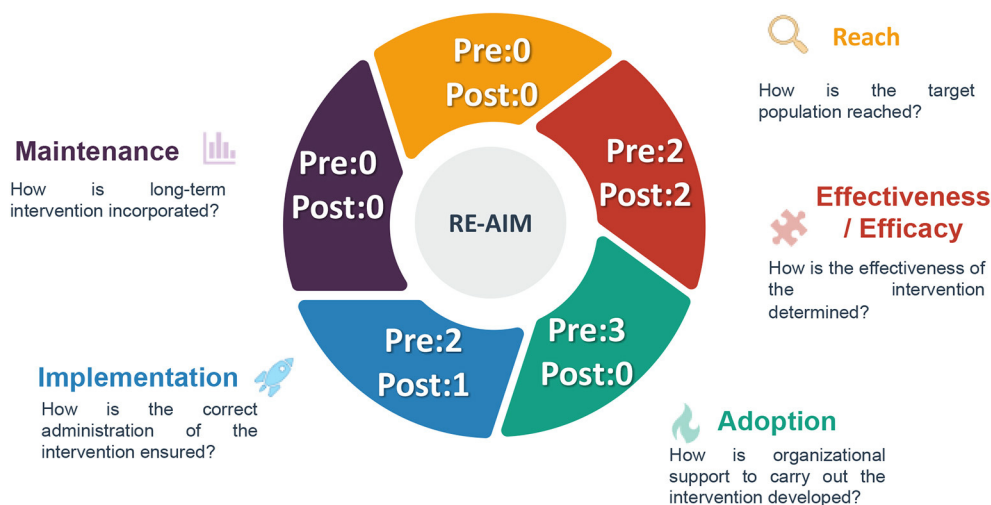 Pre:0
Post:0
Pre:2
Post:2
Pre:3
Post:0
Pre:2
Post:1
Pre:0
Post:0
RE-AIM
Reach
How is the target
population reached?
Effectiveness
/ Efficacy
How is the effectiveness of
the intervention
determined?
Adoption
How is organizational
support to carry out the
intervention developed?
Implementation
How is the correct
administration of the
intervention ensured?
Maintenance
How is long-term
intervention incorporated?